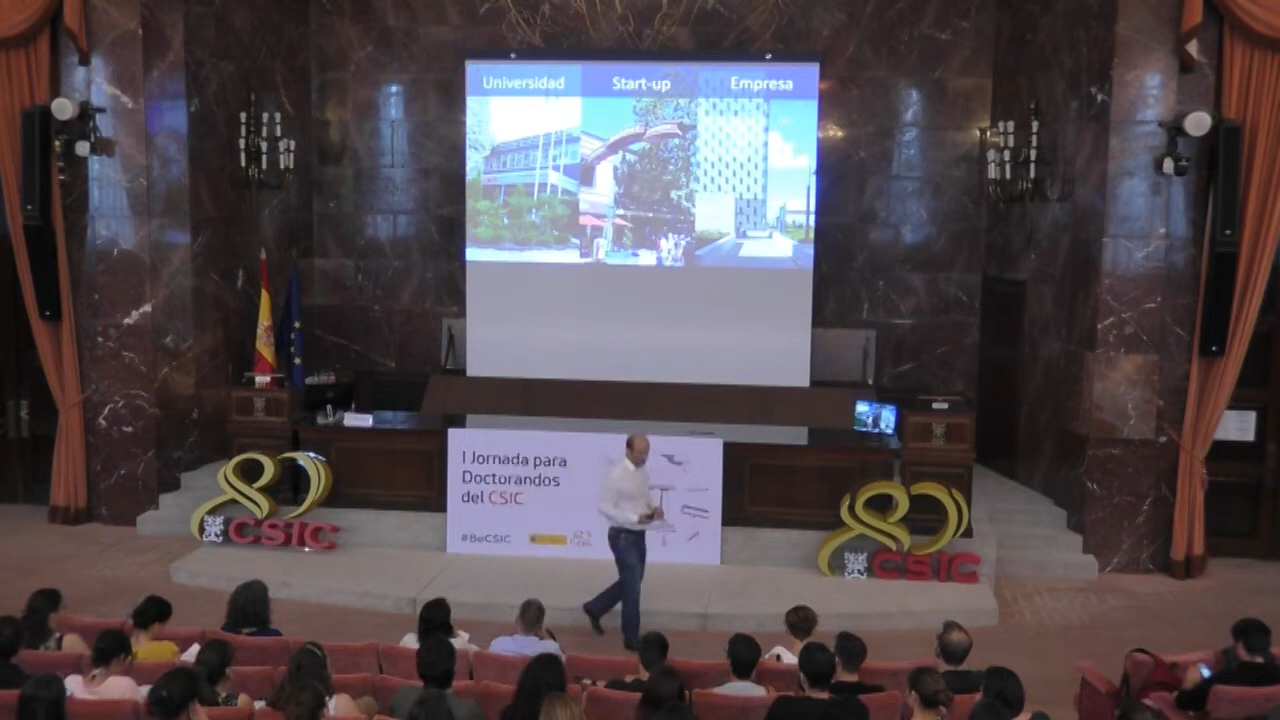 Universidad Start-up Empresa
I Jornada para
Doctorandos
del CSIC
#BeCSIC
80
CSIC
80
CSIC